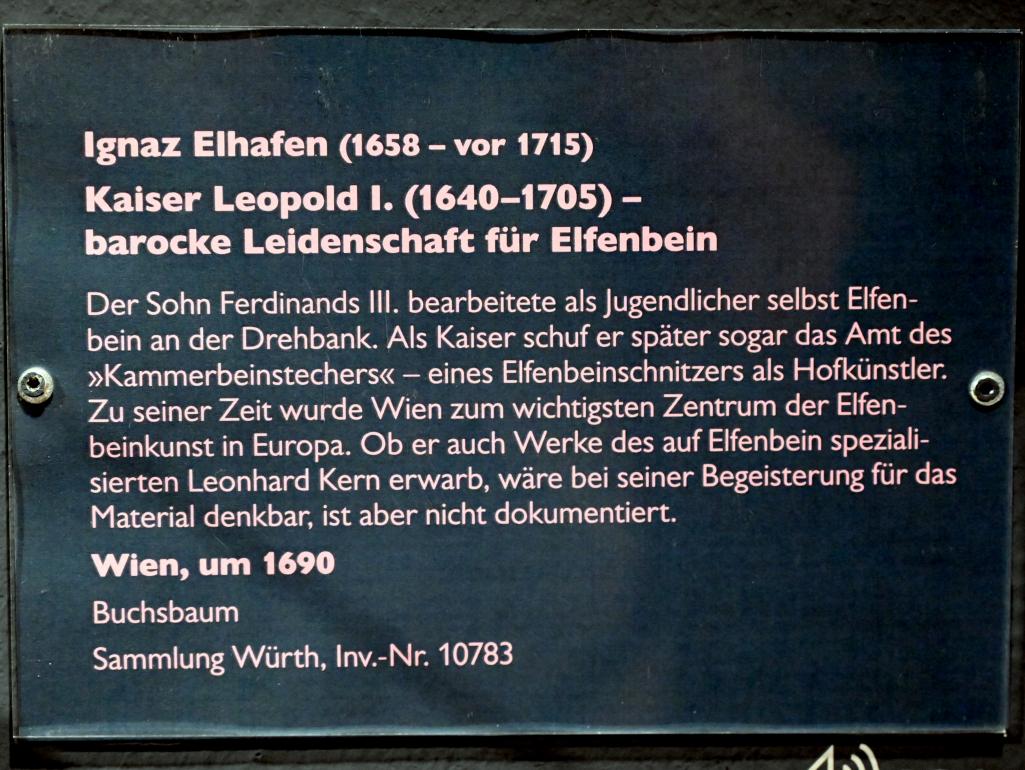 Ignaz Elhafen (1658 – vor 1715)
Kaiser Leopold I. (1640–1705) –
barocke Leidenschaft für Elfenbein
Der Sohn Ferdinands III. bearbeitete als Jugendlicher selbst Elfen-
bein an der Drehbank. Als Kaiser schuf er später sogar das Amt des
»Kammerbeinstechers« – eines Elfenbeinschnitzers als Hofkünstler.
Zu seiner Zeit wurde Wien zum wichtigsten Zentrum der Elfen-
beinkunst in Europa. Ob er auch Werke des auf Elfenbein speziali-
sierten Leonhard Kern erwarb, wäre bei seiner Begeisterung für das
Material denkbar, ist aber nicht dokumentiert.
Wien, um 1690
Buchsbaum
Sammlung Würth, Inv.-Nr. 10783